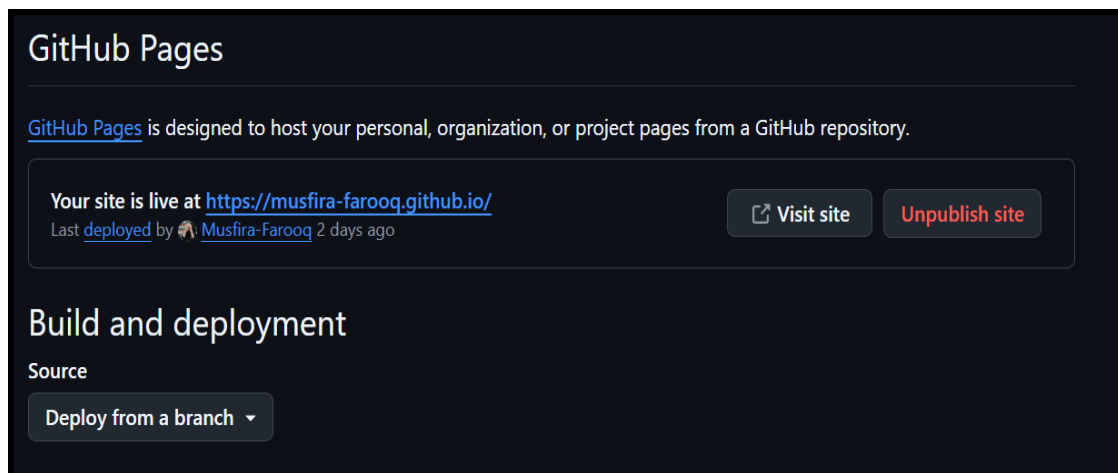 GitHub Pages
GitHub Pages is designed to host your personal, organization, or project pages from a GitHub repository.
Your site is live at https://musfira-farooq.github.io/
Last deployed by Musfira-Farooq 2 days ago
Visit site
Unpublish site
Build and deployment
Source
Deploy from a branch